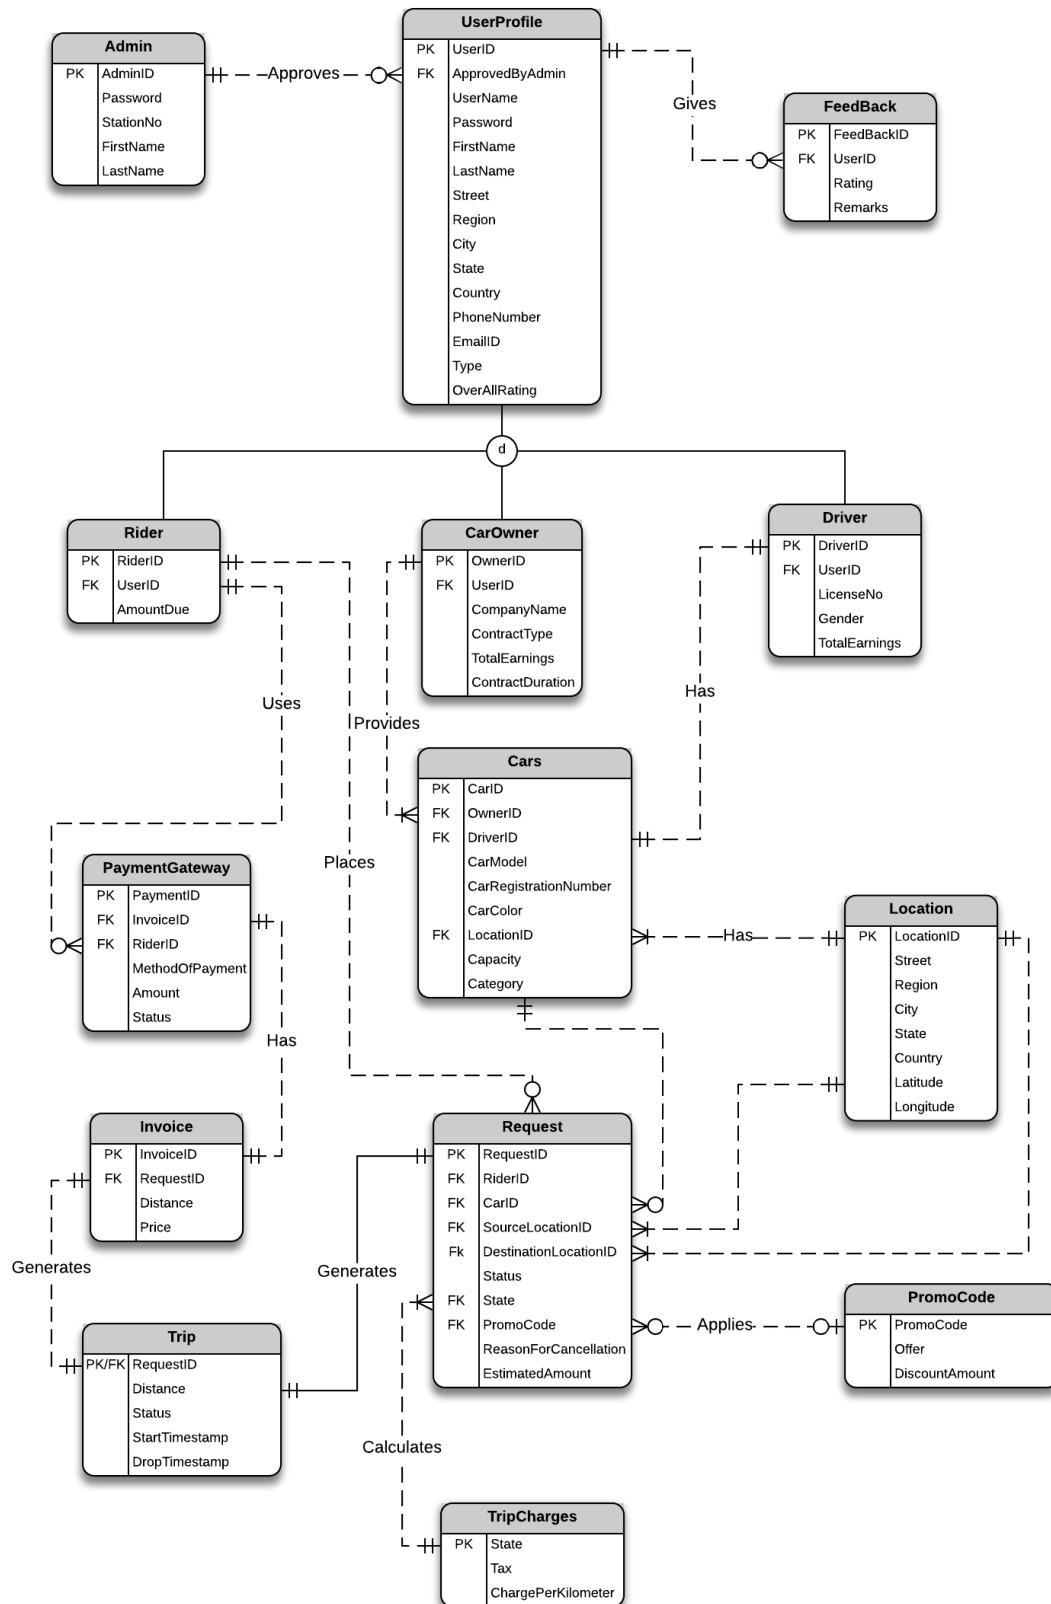 Admin
PK AdminID
Password
StationNo
FirstName
LastName
Approves
UserProfile
PK UserID
FK ApprovedByAdmin
UserName
Password
FirstName
LastName
Street
Region
City
State
Country
PhoneNumber
EmailID
Type
OverAllRating
Gives
FeedBack
PK FeedBackID
FK UserID
Rating
Remarks
d
Rider
PK RiderID
FK UserID
AmountDue
CarOwner
PK OwnerID
FK UserID
CompanyName
ContractType
TotalEarnings
ContractDuration
Driver
PK DriverID
FK UserID
LicenseNo
Gender
TotalEarnings
Uses
Provides
Has
Cars
PK CarID
FK OwnerID
FK DriverID
CarModel
CarRegistrationNumber
CarColor
FK LocationID
Capacity
Category
Places
PaymentGateway
PK PaymentID
FK InvoiceID
FK RiderID
MethodOfPayment
Amount
Status
Has
Location
PK LocationID
Street
Region
City
State
Country
Latitude
Longitude
Has
Invoice
PK InvoiceID
FK RequestID
Distance
Price
Request
PK RequestID
FK RiderID
FK CarID
FK SourceLocationID
Fk DestinationLocationID
Status
FK State
FK PromoCode
ReasonForCancellation
EstimatedAmount
Generates
Generates
Applies
PromoCode
PK PromoCode
Offer
DiscountAmount
Trip
PK/FK RequestID
Distance
Status
StartTimestamp
DropTimestamp
Calculates
TripCharges
PK State
Tax
ChargePerKilometer